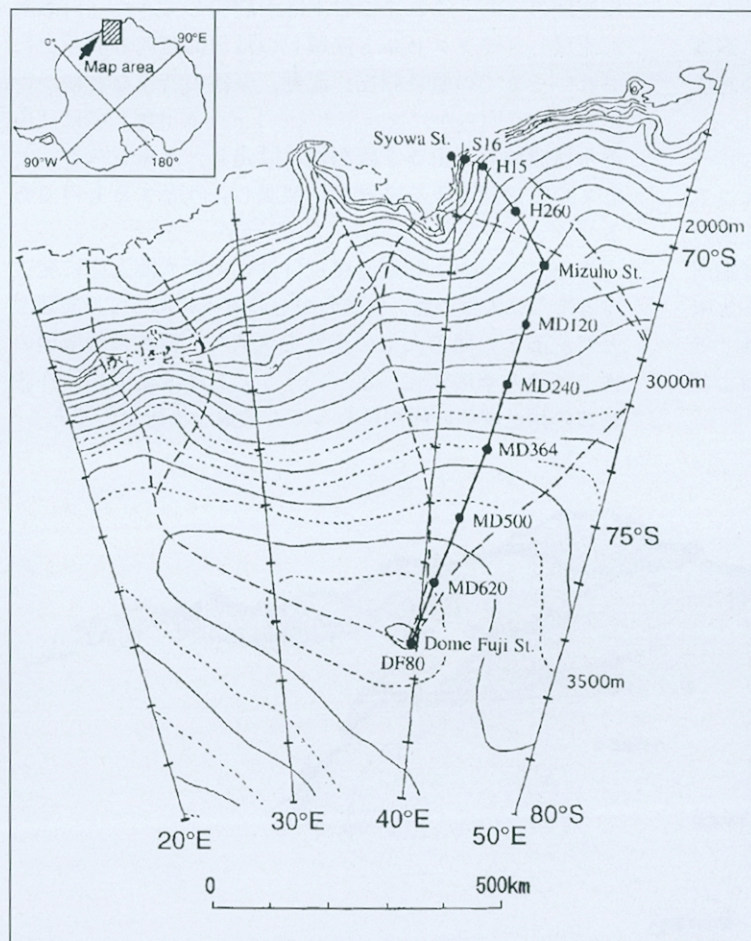 0°
90°E
Map area
90°W
180°
Syowa St.
S16
H15
H260
2000m
70°S
Mizuho St.
MD120
3000m
MD240
MD364
MD500
75°S
MD620
Dome Fuji St.
DF80
3500m
20°E
30°E
40°E
50°E
80°S
0
500km